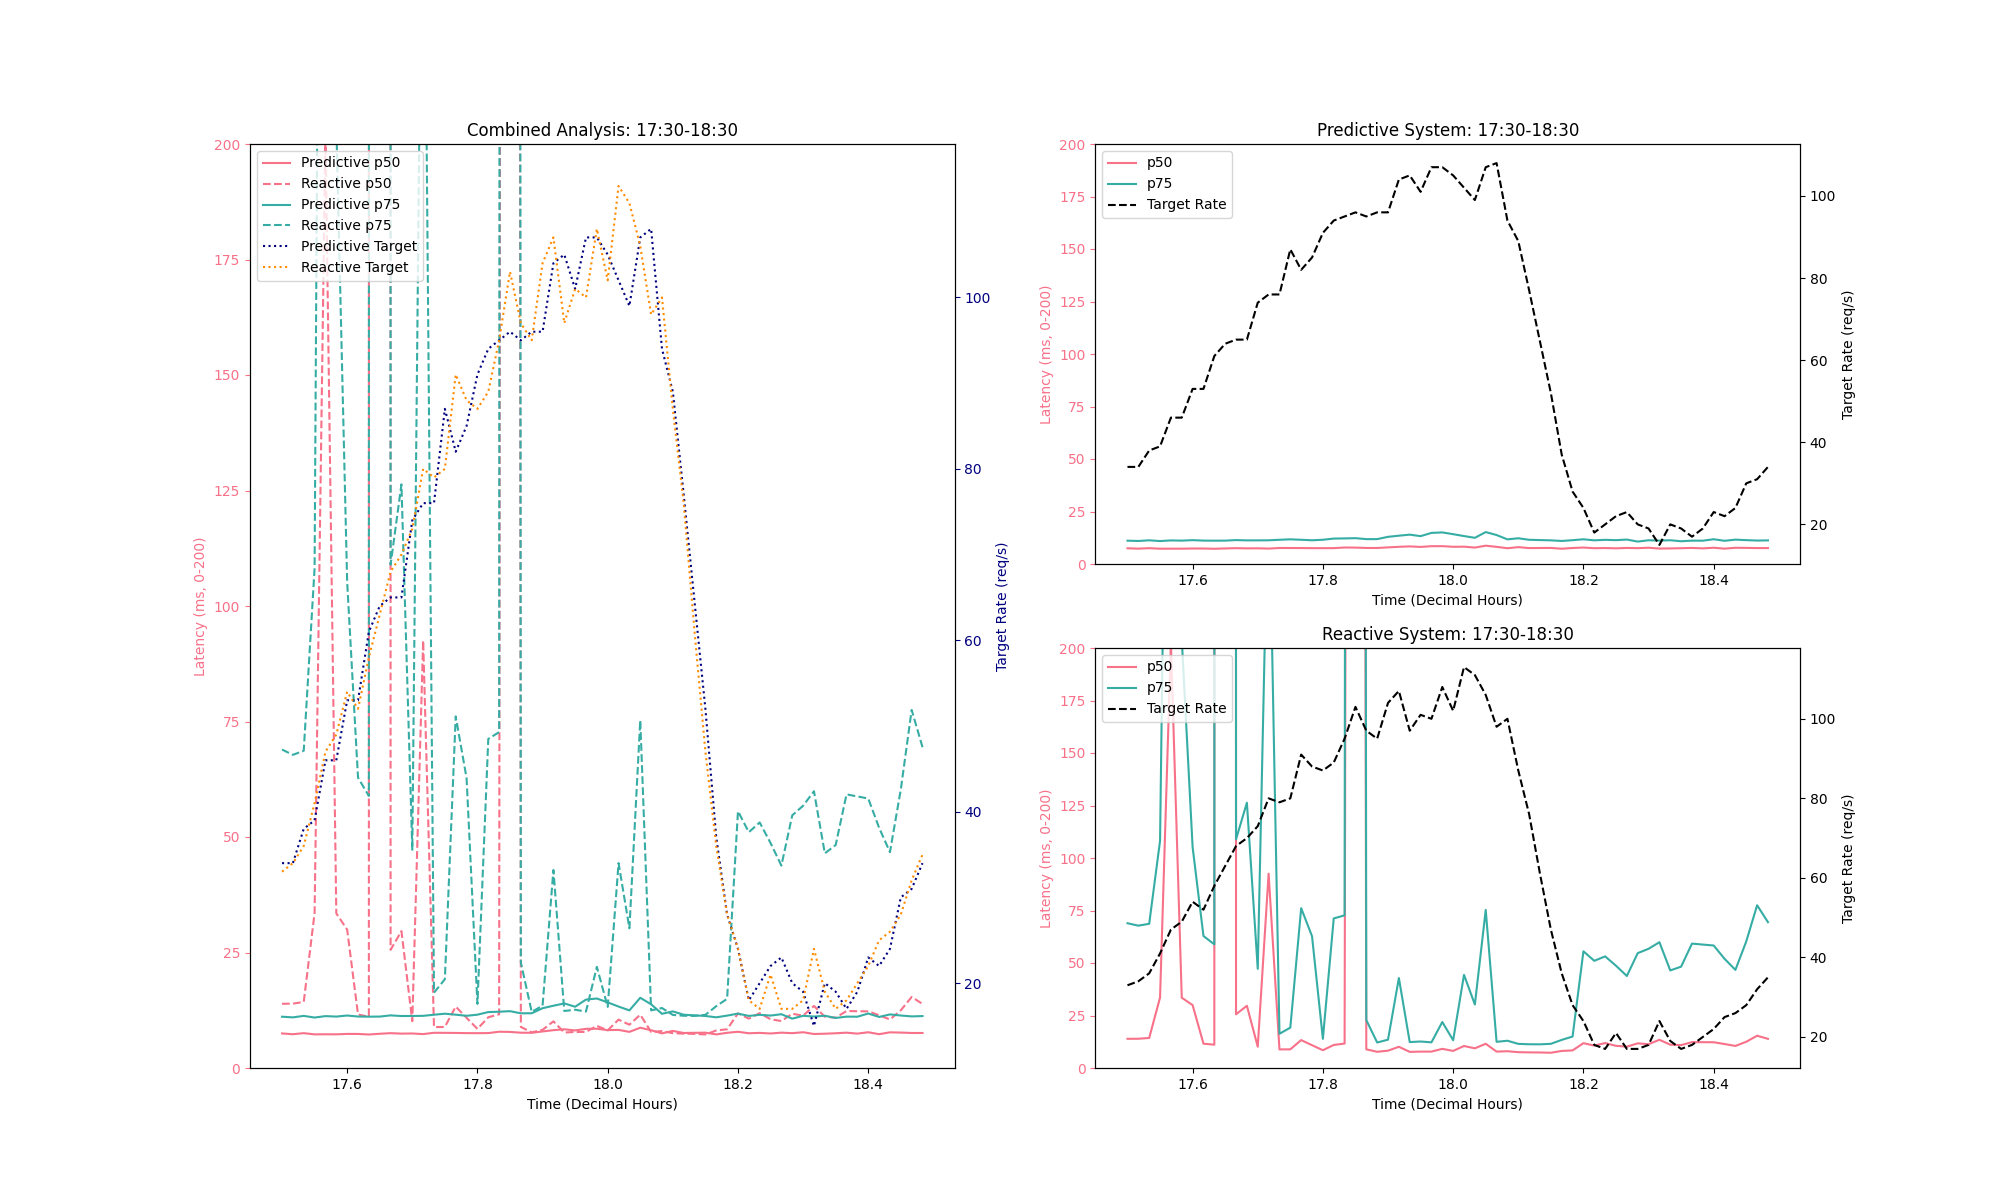 Combined Analysis: 17:30-18:30
Predictive p50
Reactive p50
Predictive p75
Reactive p75
Predictive Target
Reactive Target
200
175
150
125
100
75
50
25
0
Latency (ms, 0-200)
100
80
60
40
20
Target Rate (req/s)
17.6 17.8 18.0 18.2 18.4
Time (Decimal Hours)
Predictive System: 17:30-18:30
p50
p75
Target Rate
200
175
150
125
100
75
50
25
0
Latency (ms, 0-200)
100
80
60
40
20
Target Rate (req/s)
17.6 17.8 18.0 18.2 18.4
Time (Decimal Hours)
Reactive System: 17:30-18:30
p50
p75
Target Rate
200
175
150
125
100
75
50
25
0
Latency (ms, 0-200)
100
80
60
40
20
Target Rate (req/s)
17.6 17.8 18.0 18.2 18.4
Time (Decimal Hours)